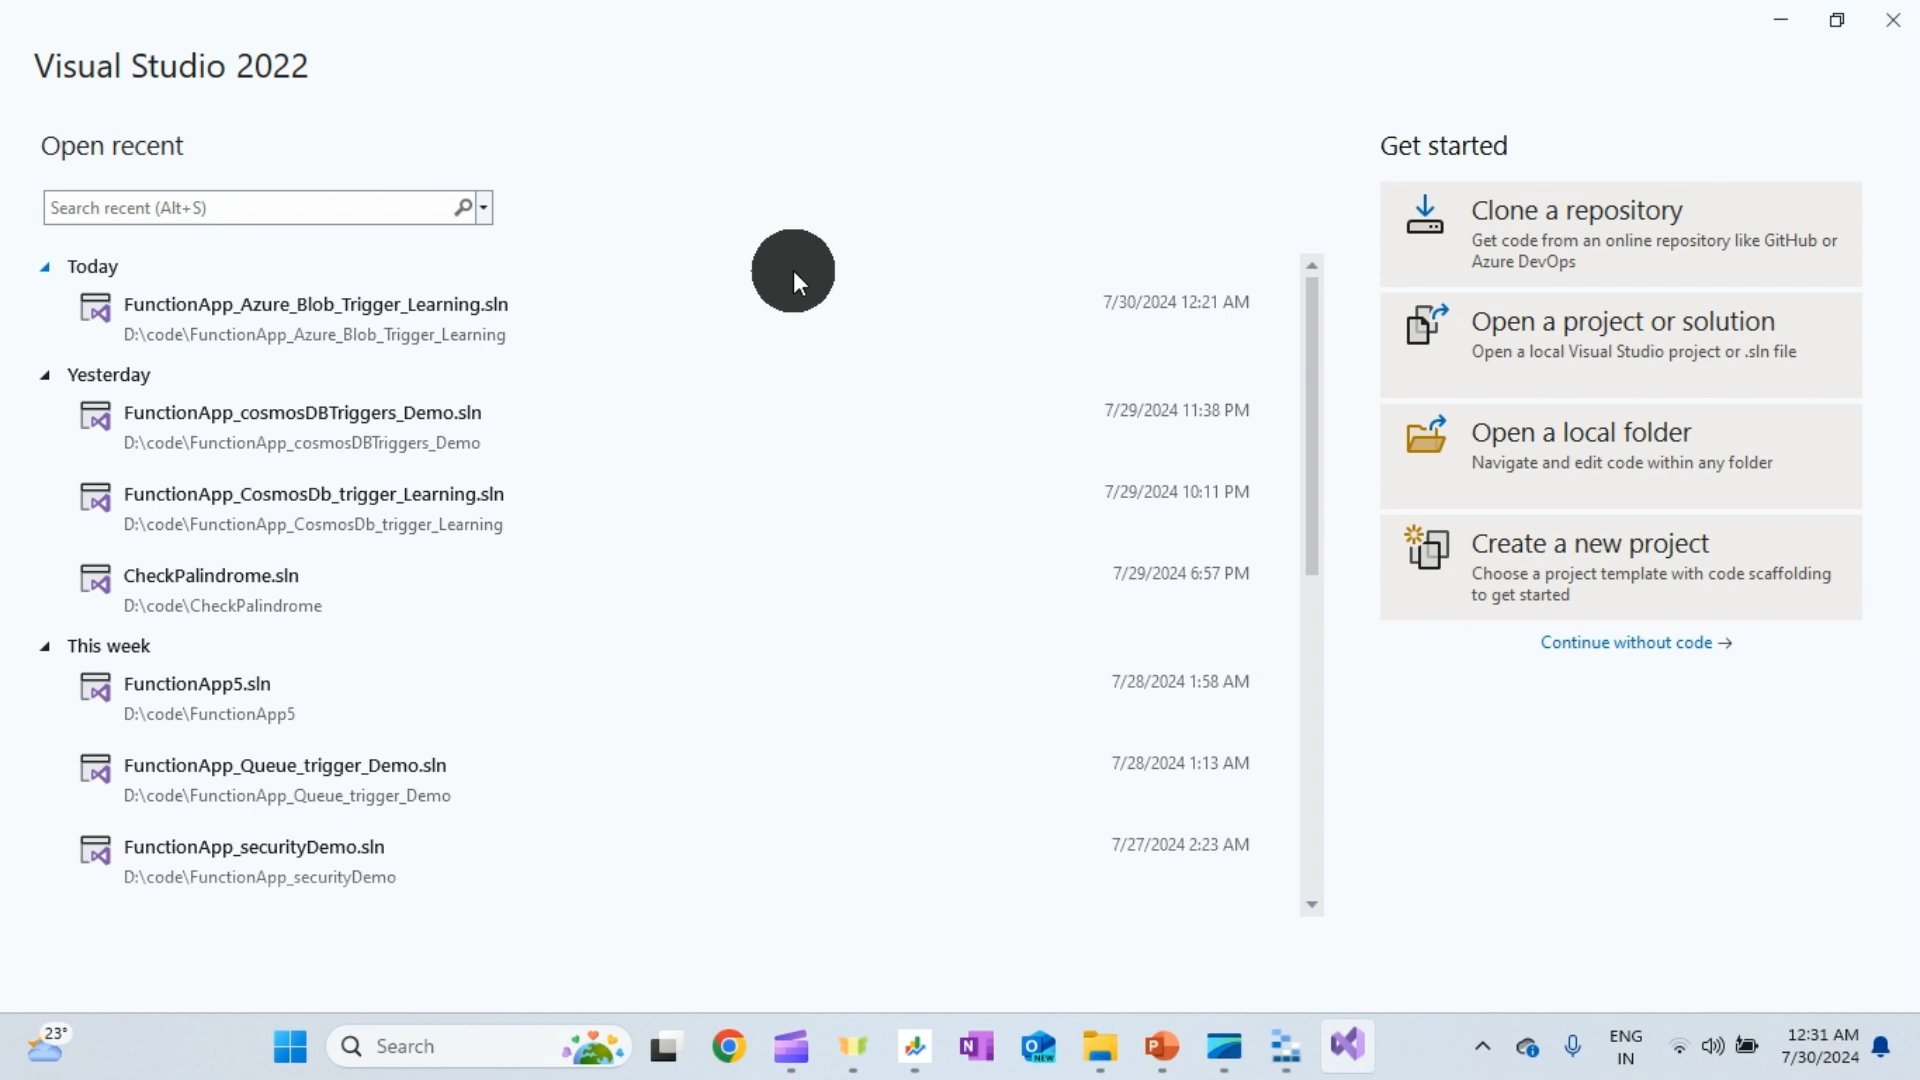 Visual Studio 2022
Open recent
Search recent (Alt+S)
Today
FunctionApp_Azure_Blob_Trigger_Learning.sln
7/30/2024 12:21 AM
D:\code\FunctionApp_Azure_Blob_Trigger_Learning
Yesterday
FunctionApp_cosmosDBTriggers_Demo.sln
7/29/2024 11:38 PM
D:\code\FunctionApp_cosmosDBTriggers_Demo
FunctionApp_CosmosDb_trigger_Learning.sln
7/29/2024 10:11 PM
D:\code\FunctionApp_CosmosDb_trigger_Learning
CheckPalindrome.sln
7/29/2024 6:57 PM
D:\code\CheckPalindrome
This week
FunctionApp5.sln
7/28/2024 1:58 AM
D:\code\FunctionApp5
FunctionApp_Queue_trigger_Demo.sln
7/28/2024 1:13 AM
D:\code\FunctionApp_Queue_trigger_Demo
FunctionApp_securityDemo.sln
7/27/2024 2:23 AM
D:\code\FunctionApp_securityDemo
Get started
Clone a repository
Get code from an online repository like GitHub or
Azure DevOps
Open a project or solution
Open a local Visual Studio project or .sln file
Open a local folder
Navigate and edit code within any folder
Create a new project
Choose a project template with code scaffolding
to get started
Continue without code →
23°
Search
N
O
NEW
P
ENG
IN
12:31 AM
7/30/2024